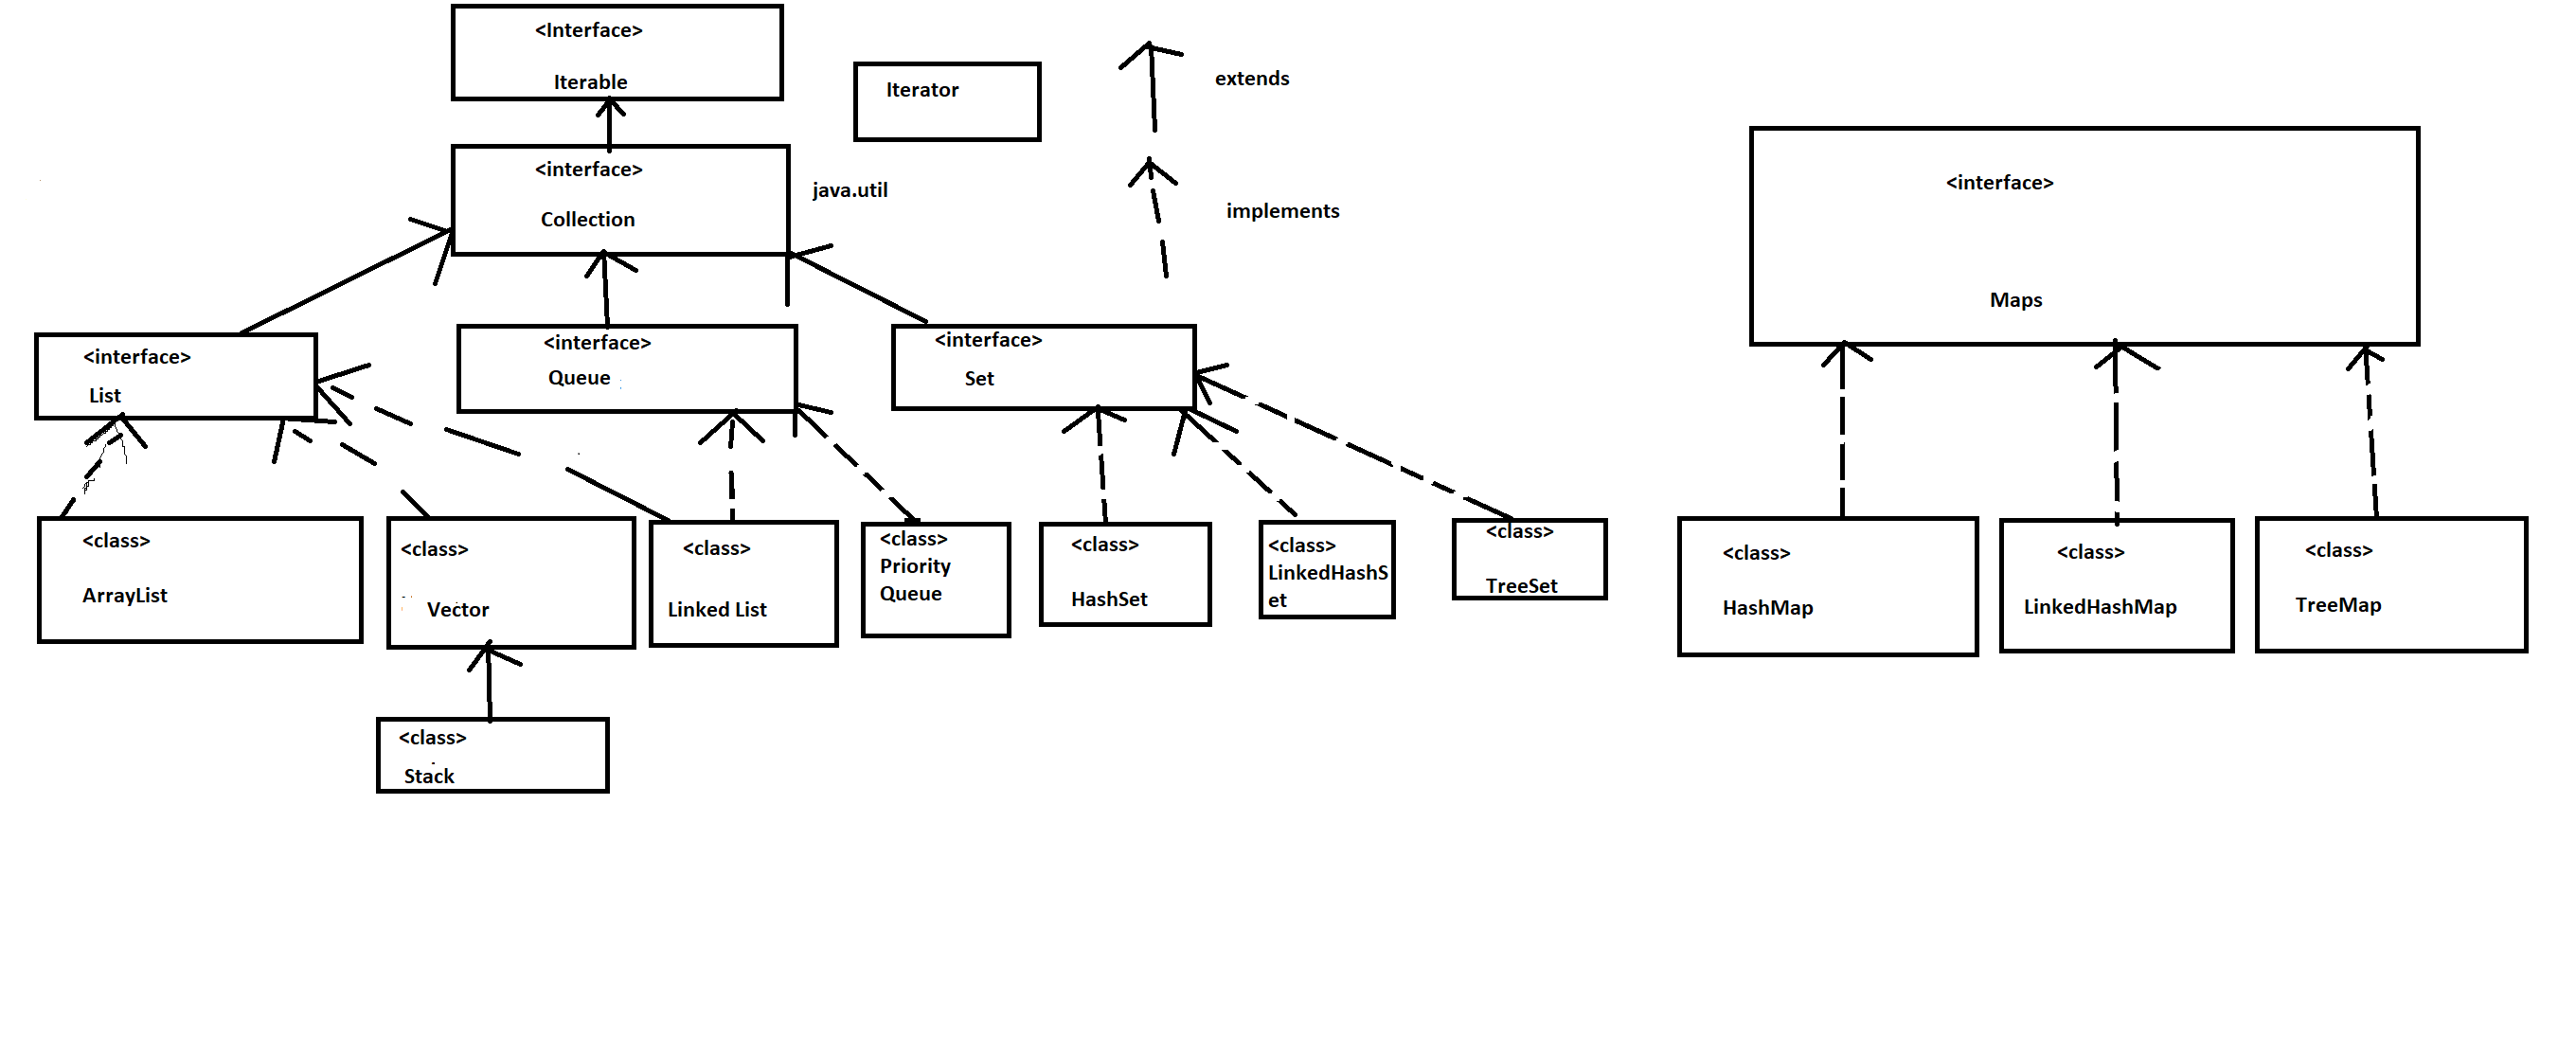 <Interface>
Iterable
Iterator
extends
<interface>
Collection
java.util
implements
<interface>
Maps
<interface>
List
<interface>
Queue
<interface>
Set
<class>
ArrayList
<class>
Vector
<class>
Linked List
<class>
Priority
Queue
<class>
HashSet
<class>
LinkedHashS
et
<class>
TreeSet
<class>
HashMap
<class>
LinkedHashMap
<class>
TreeMap
<class>
Stack